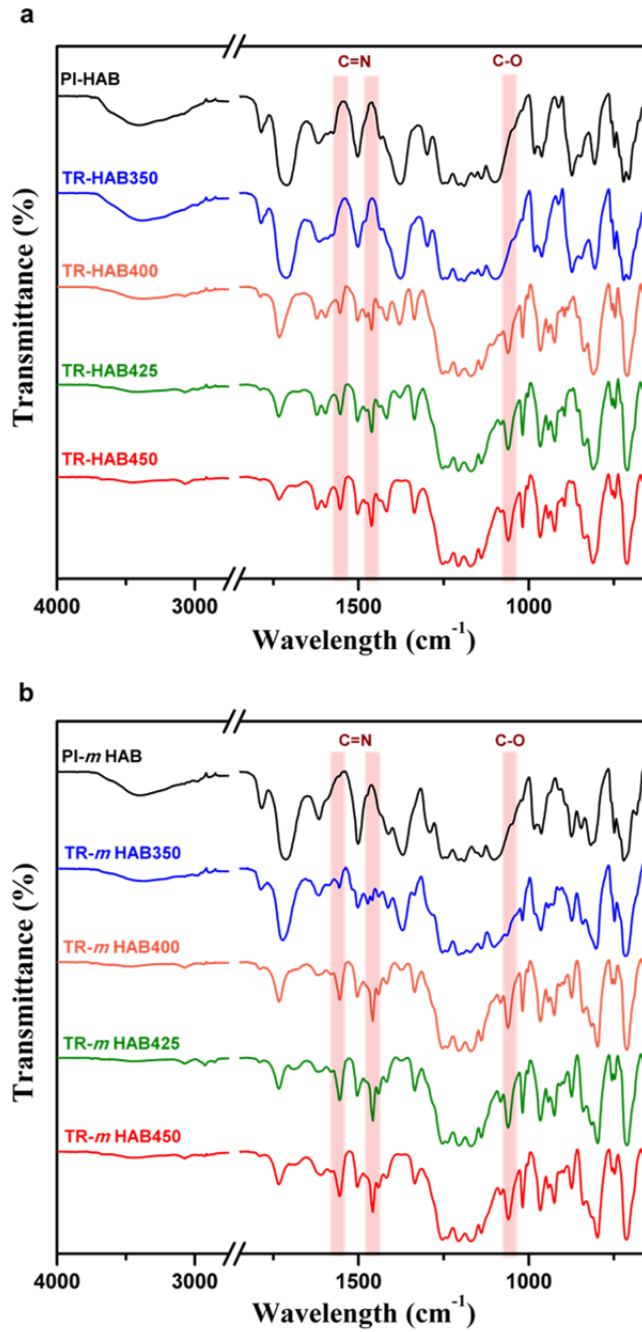 a
C=N C-O
PI-HAB
TR-HAB350
TR-HAB400
TR-HAB425
TR-HAB450
Transmittance (%)
4000 3000 1500 1000
Wavelength (cm-1)
b
C=N C-O
PI-m HAB
TR-m HAB350
TR-m HAB400
TR-m HAB425
TR-m HAB450
Transmittance (%)
4000 3000 1500 1000
Wavelength (cm-1)